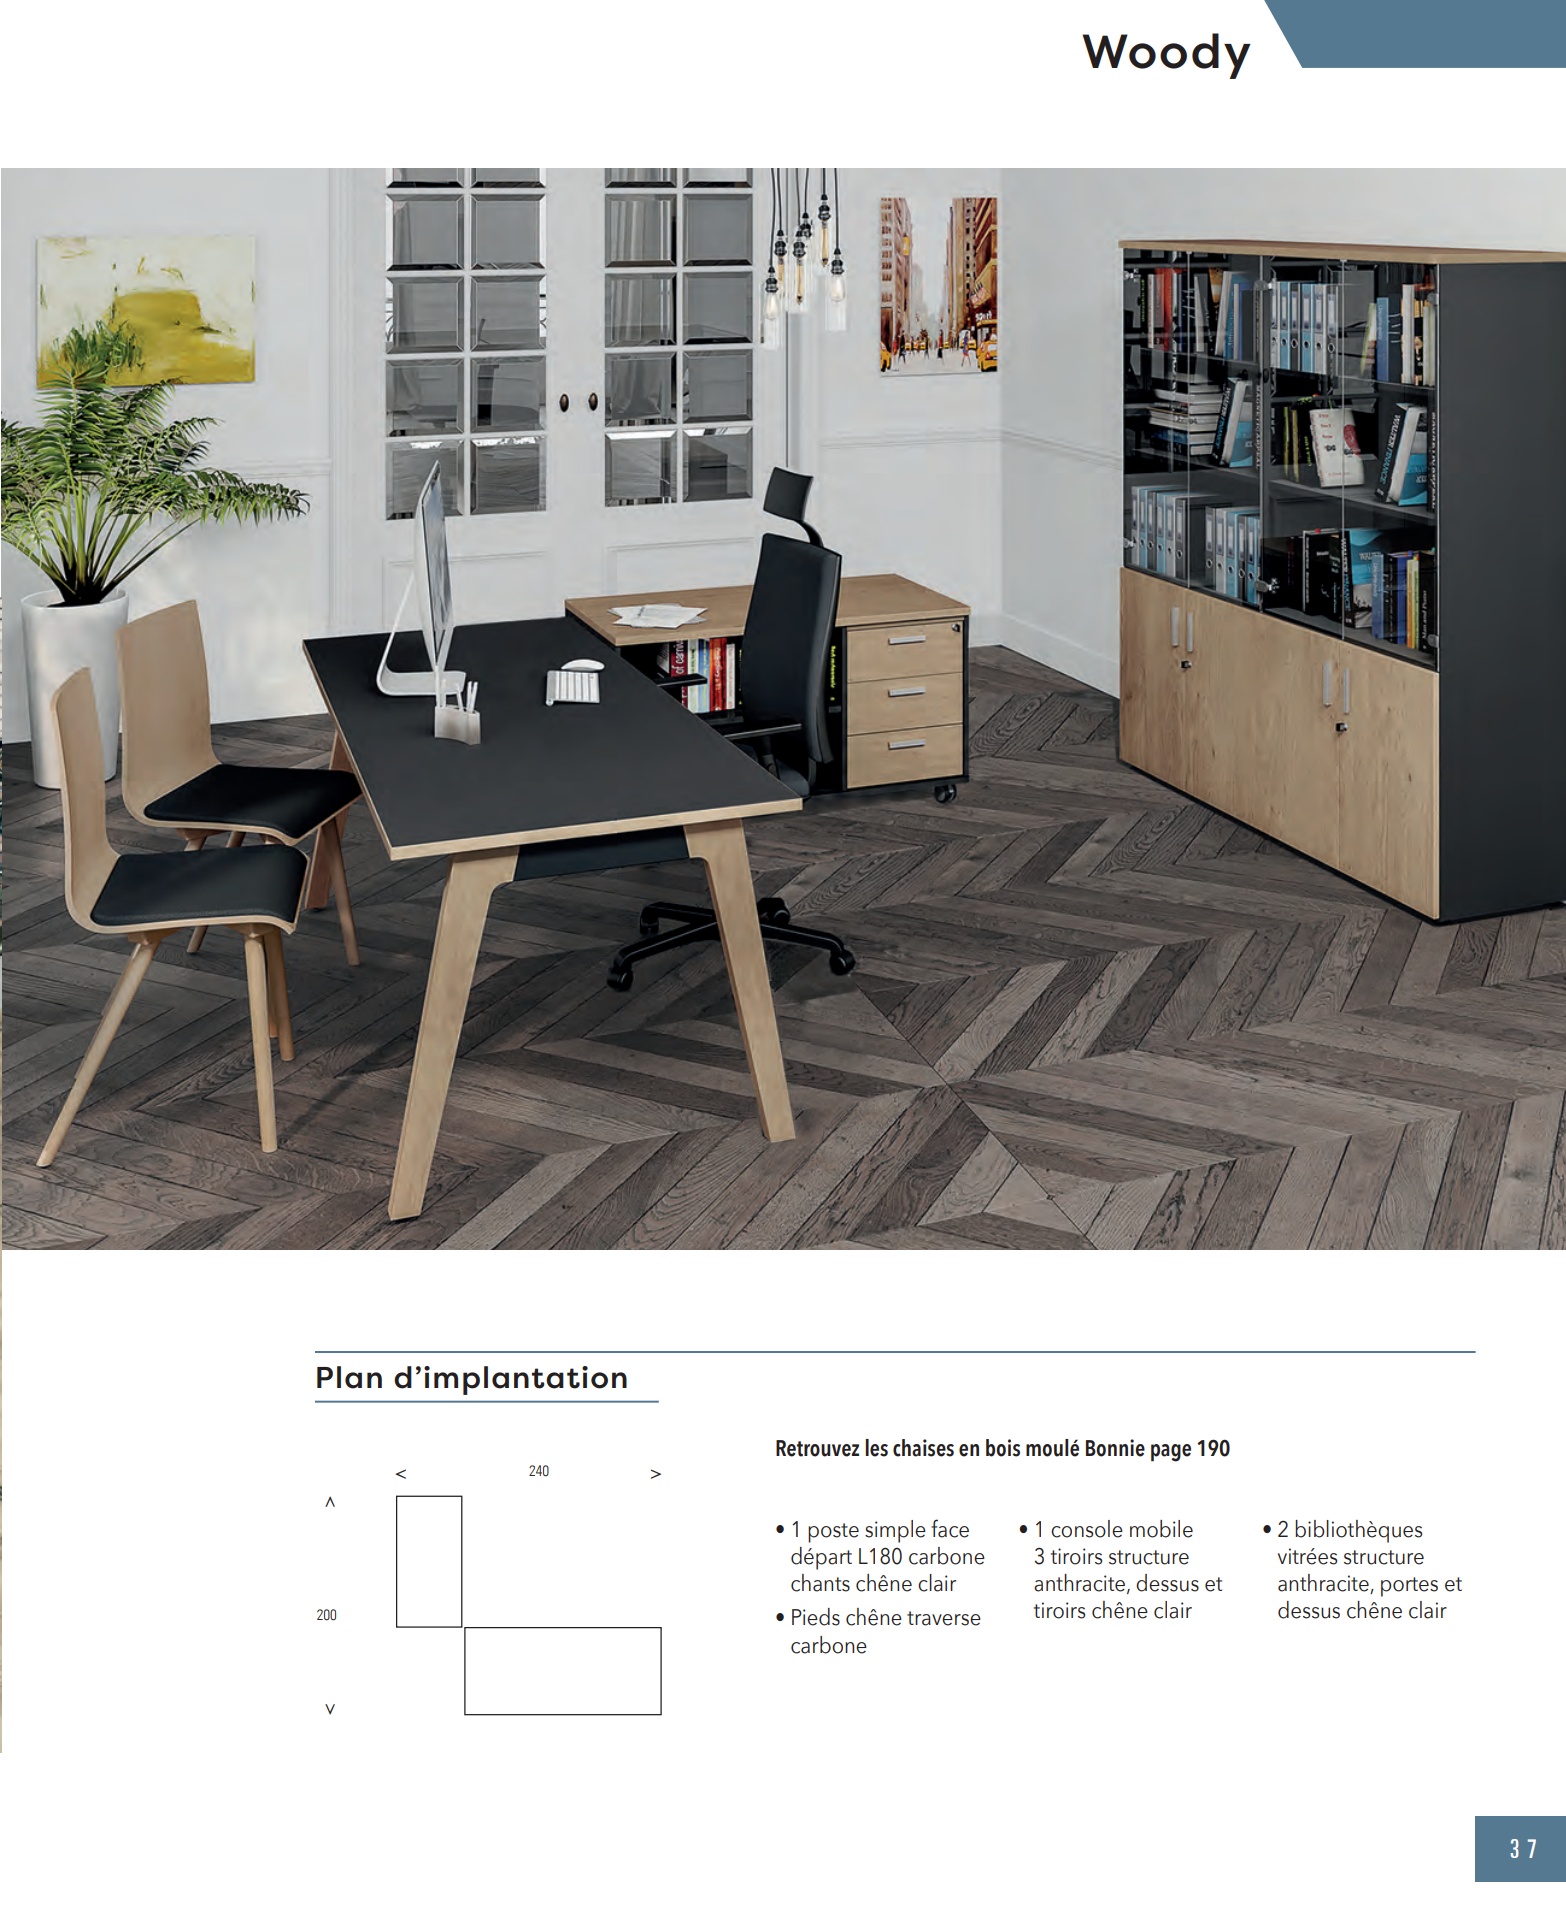 Woody
Plan d’implantation
< 240 >
200
Retrouvez les chaises en bois moulé Bonnie page 190
• 1 poste simple face
départ L180 carbone
chants chêne clair
• Pieds chêne traverse
carbone
• 1 console mobile
3 tiroirs structure
anthracite, dessus et
tiroirs chêne clair
• 2 bibliothèques
vitrées structure
anthracite, portes et
dessus chêne clair
37